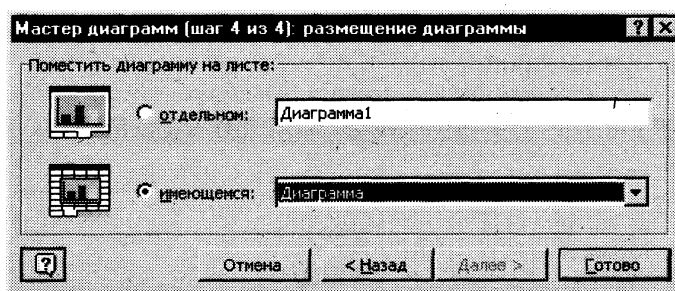 Мастер диаграмм (шаг 4 из 4): размещение диаграммы
Поместить диаграмму на листе:
отдельном: Диаграмма1
имеющемся: Диаграмма
Отмена < Назад Далее > Готово